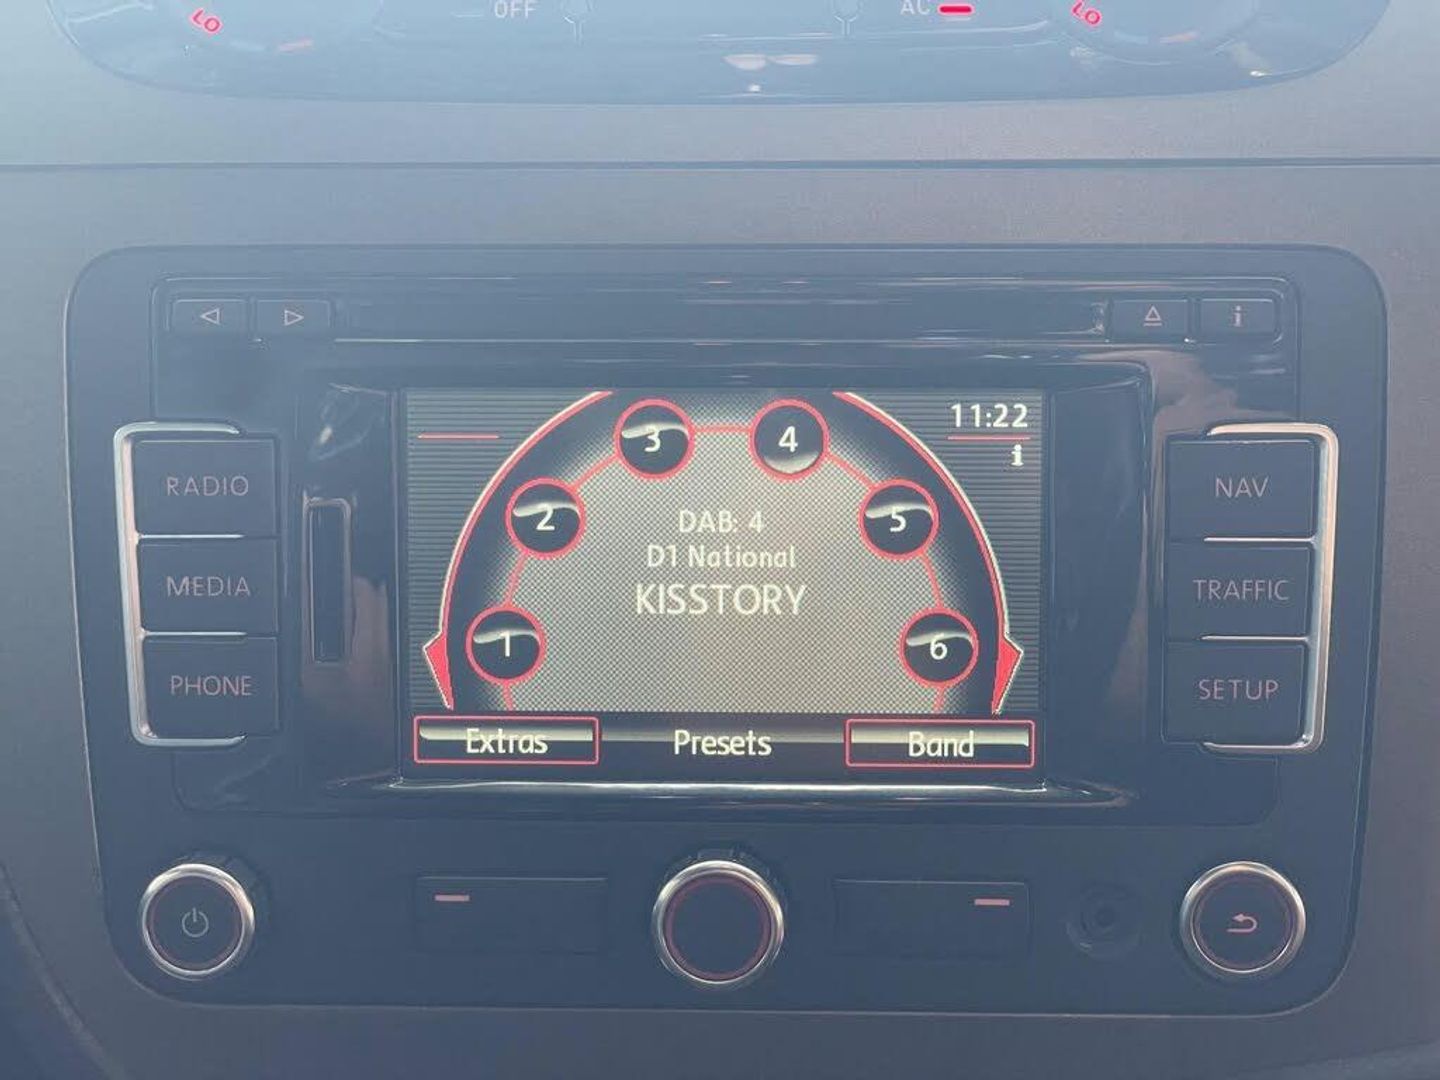 LO OFF AC LO
RADIO
MEDIA
PHONE
11:22
i
3 4
2 5
1 6
DAB: 4
D1 National
KISSTORY
Extras Presets Band
i
NAV
TRAFFIC
SETUP